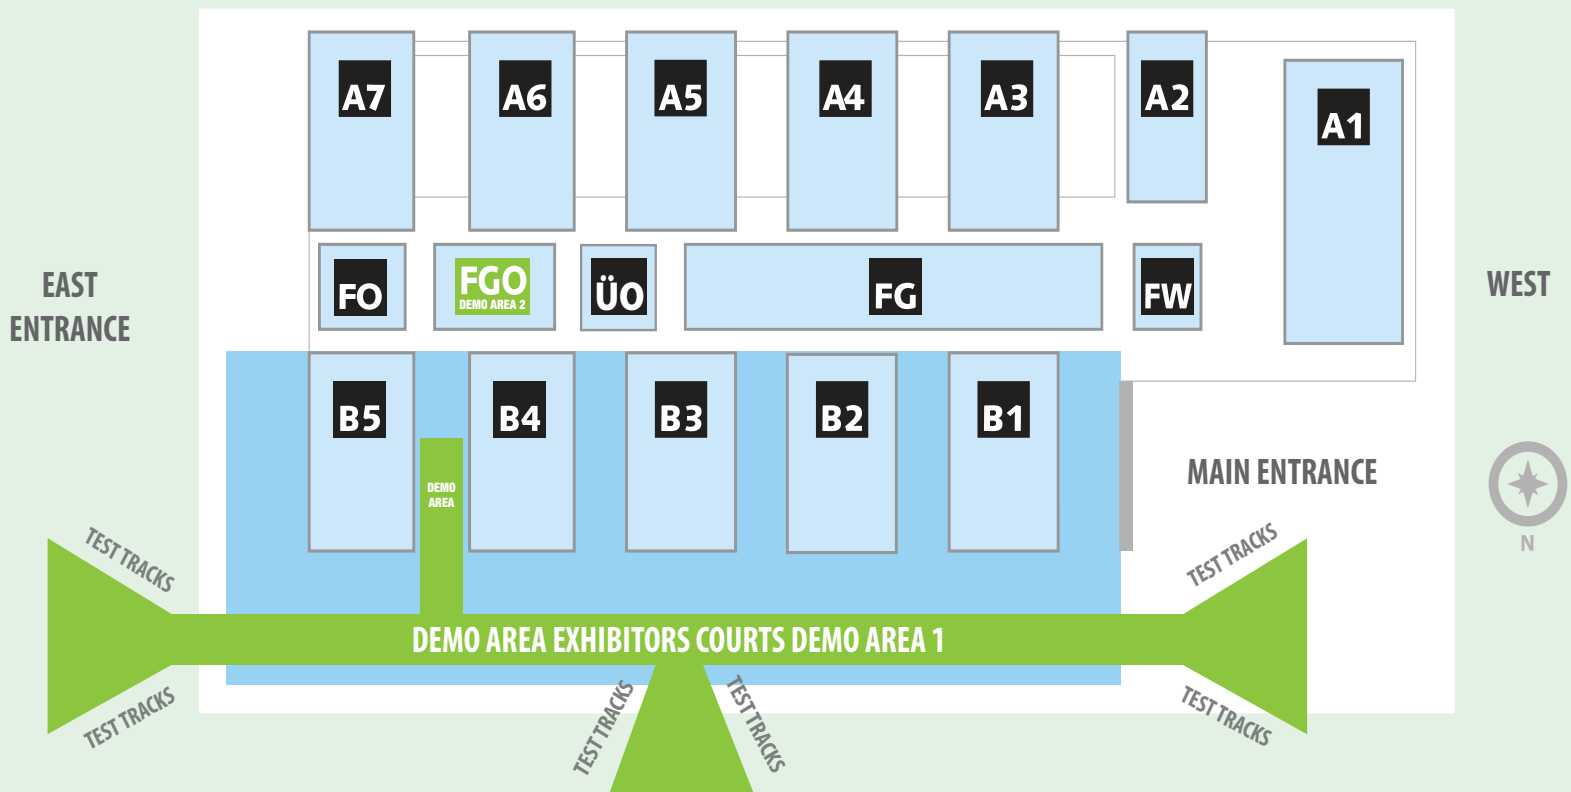 A7
A6
A5
A4
A3
A2
A1
EAST
ENTRANCE
FO
FGO
DEMO AREA 2
ÜO
FG
FW
WEST
B5
B4
B3
B2
B1
MAIN ENTRANCE
DEMO
AREA
N
TEST TRACKS
TEST TRACKS
DEMO AREA EXHIBITORS COURTS DEMO AREA 1
TEST TRACKS
TEST TRACKS
TEST TRACKS
TEST TRACKS